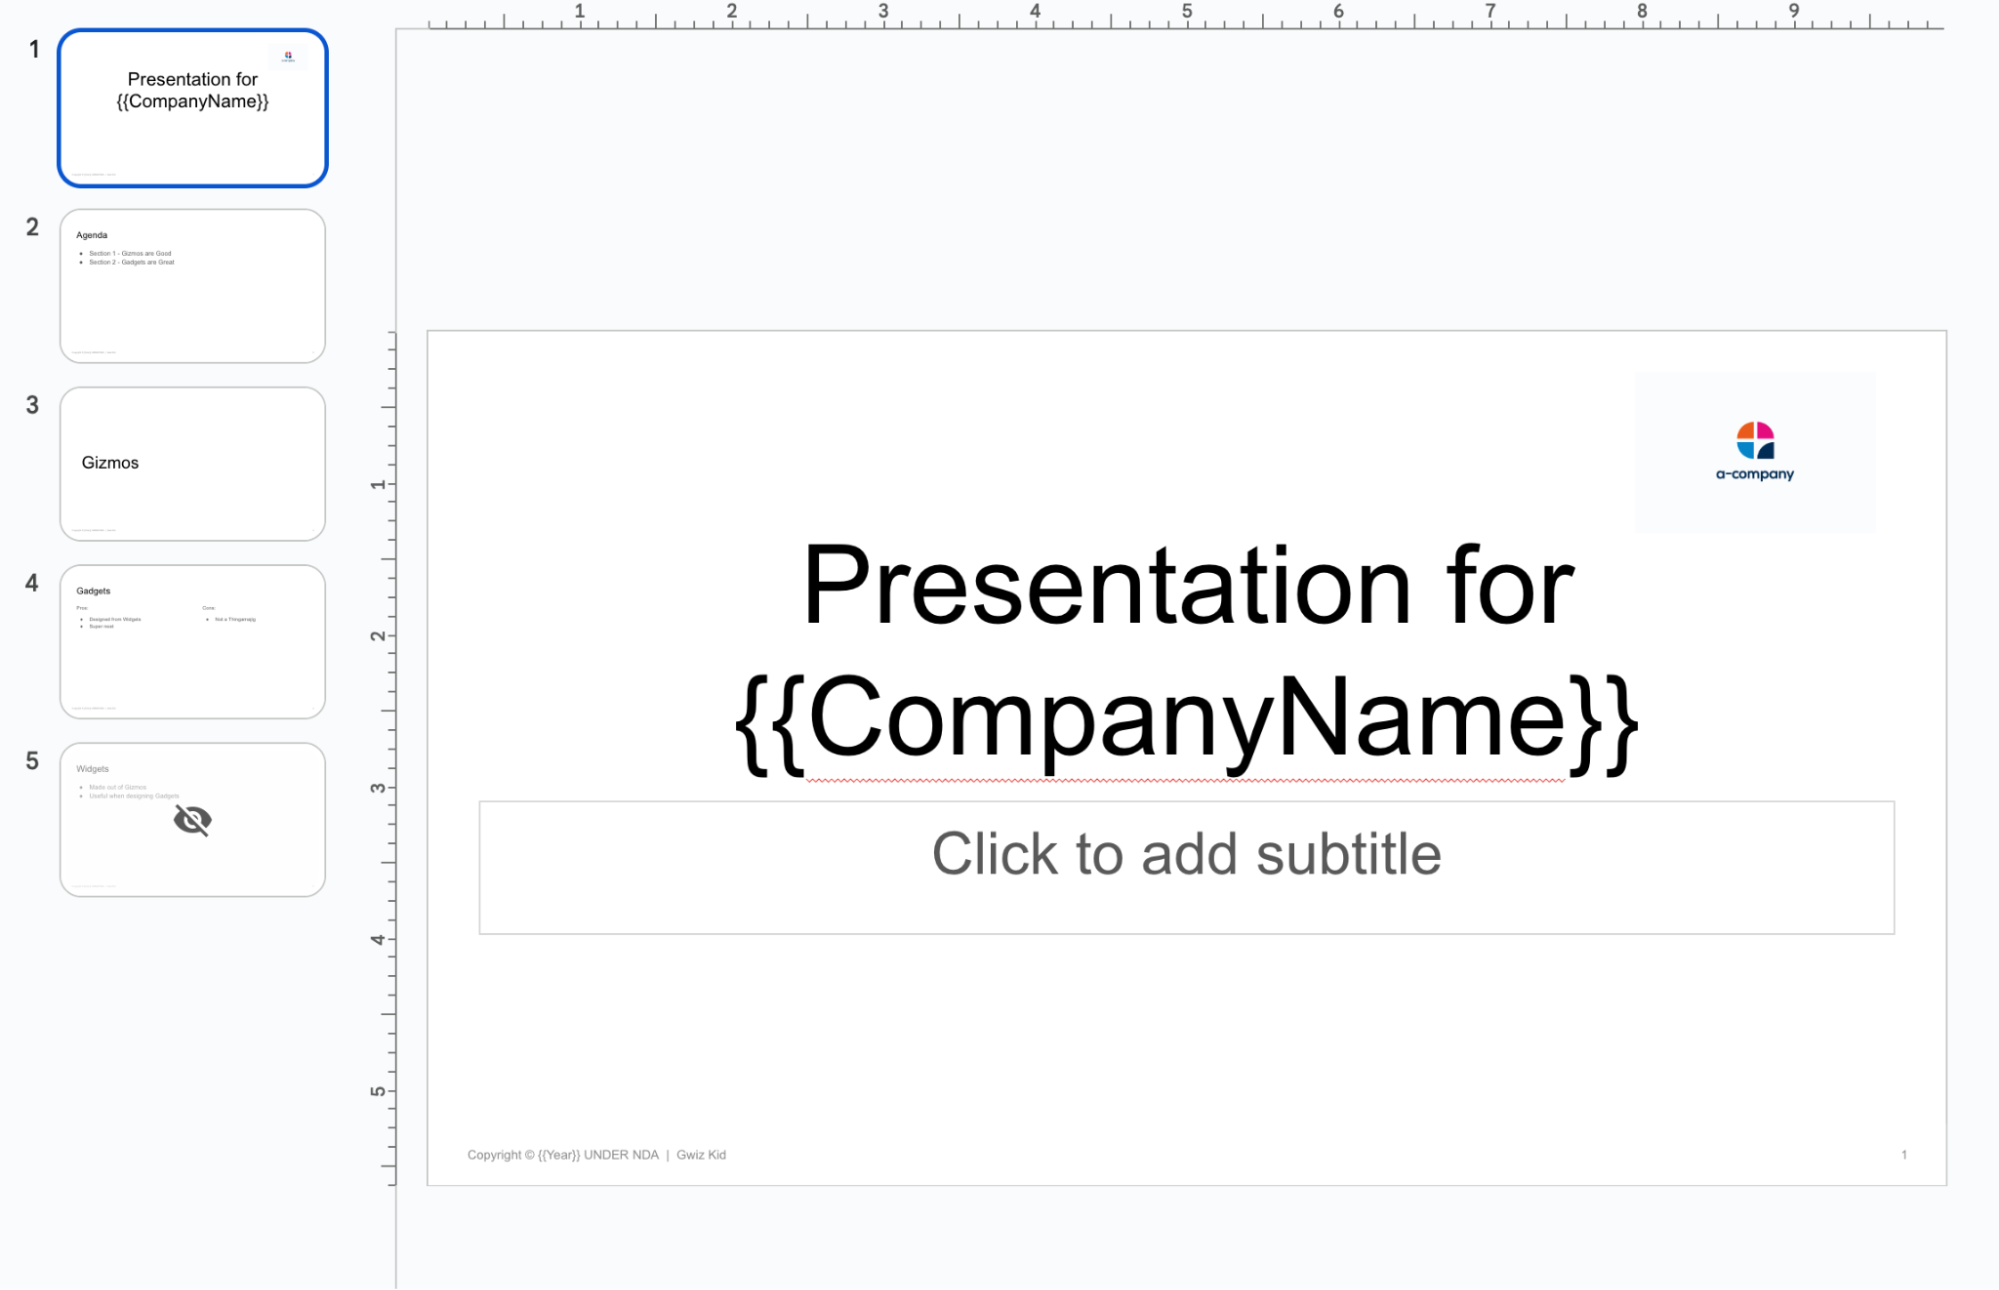 1 2 3 4 5 6 7 8 9
1
Presentation for
{{CompanyName}}
2
Agenda
● Section 1 - Gizmos are Good
● Section 2 - Gadgets are Great
3
Gizmos
4
Gadgets
Pros Cons
● Designed from Widgets ● Not a Thingamajig
● Super neat
5
Widgets
● Made out of Gizmos
● Useful when designing Gadgets
1
2
3
4
5
a-company
Presentation for
{{CompanyName}}
Click to add subtitle
Copyright © {{Year}} UNDER NDA | Gwiz Kid
1